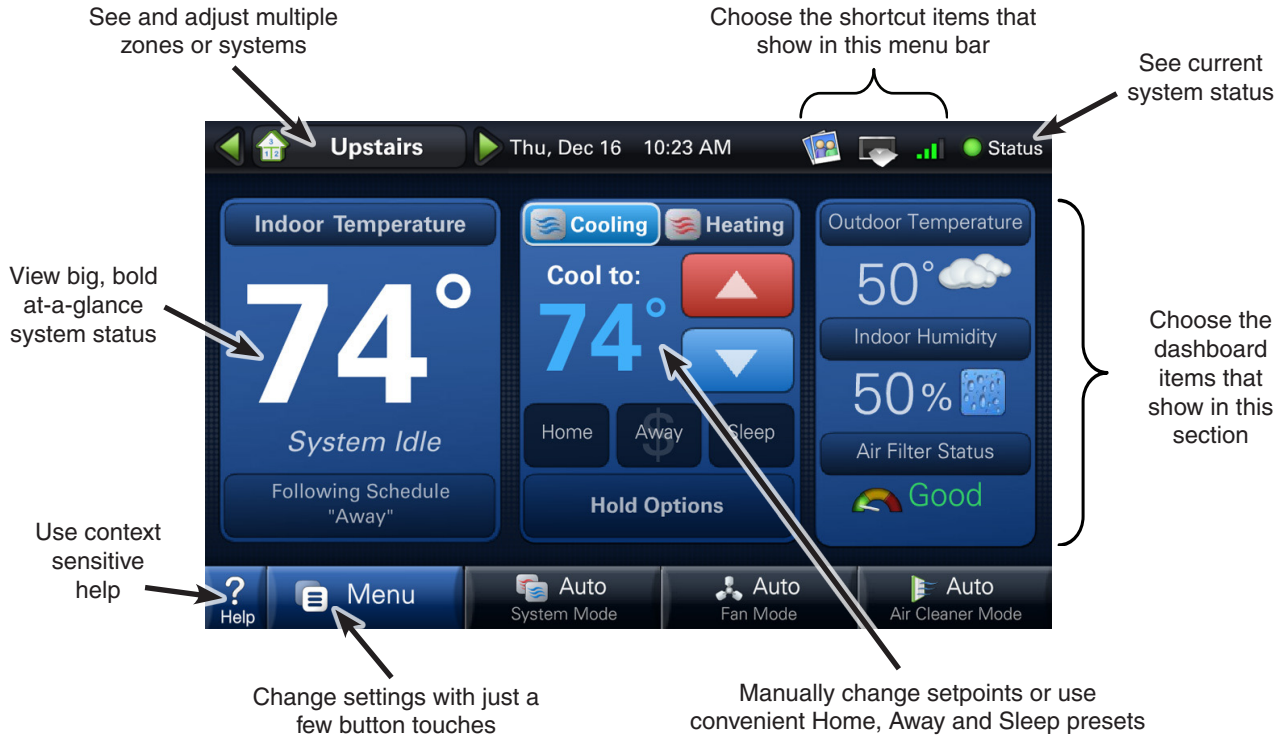 See and adjust multiple
zones or systems
Choose the shortcut items that
show in this menu bar
See current
system status
3
1 2
Upstairs
Thu, Dec 16 10:23 AM
Status
Indoor Temperature
74°
System Idle
Following Schedule
"Away"
Cooling
Heating
Cool to:
74°
Home
Away
$
Sleep
Hold Options
Outdoor Temperature
50°
Indoor Humidity
50%
Air Filter Status
Good
View big, bold
at-a-glance
system status
Choose the
dashboard
items that
show in this
section
Use context
sensitive
help
?
Help
Menu
Auto
System Mode
Auto
Fan Mode
Auto
Air Cleaner Mode
Change settings with just a
few button touches
Manually change setpoints or use
convenient Home, Away and Sleep presets